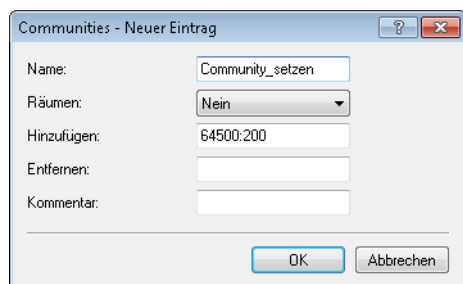 Communities - Neuer Eintrag
Name: Community_setzen
Räumen: Nein
Hinzufügen: 64500:200
Entfernen:
Kommentar:
OK Abbrechen